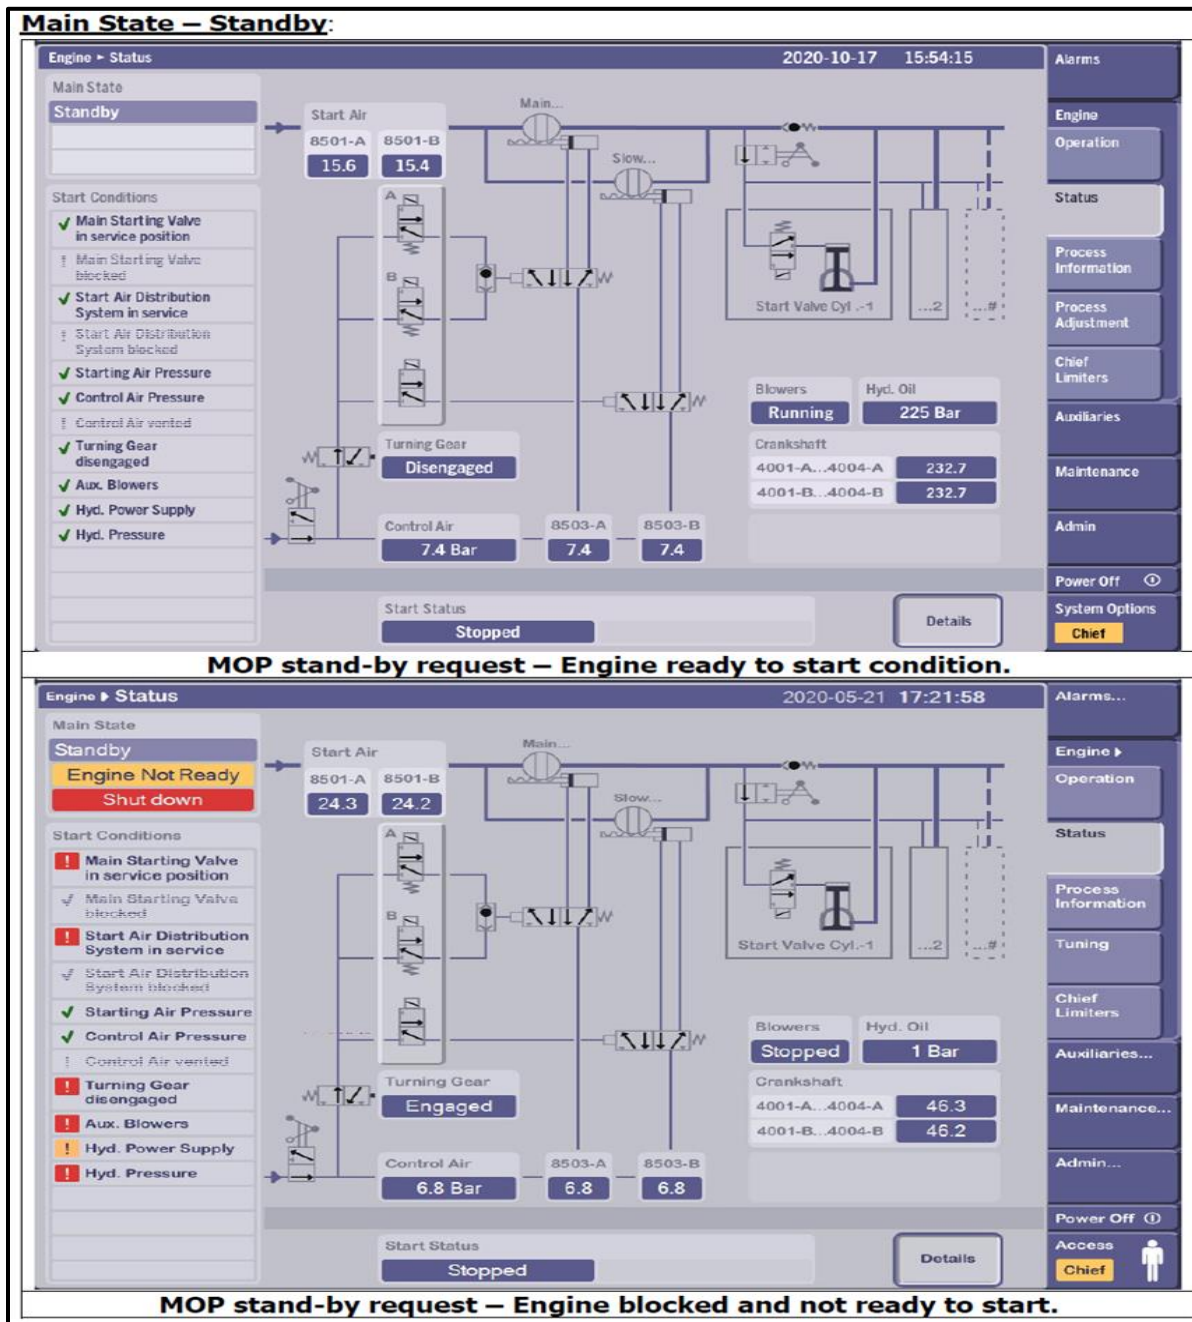 Main State – Standby:
Engine ► Status
2020-10-17 15:54:15
Main State
Standby
Start Conditions
Main Starting Valve
in service position
Main Starting Valve
blocked
Start Air Distribution
System in service
Start Air Distribution
System blocked
Starting Air Pressure
Control Air Pressure
Control Air vented
Turning Gear
disengaged
Aux. Blowers
Hyd. Power Supply
Hyd. Pressure
Start Air
8501-A 8501-B
15.6 15.4
Main...
Slow...
A
B
Start Valve Cyl .-1 ...2 ...#
Turning Gear
Disengaged
Blowers Hyd. Oil
Running 225 Bar
Crankshaft
4001-A...4004-A 232.7
4001-B...4004-B 232.7
Control Air 8503-A 8503-B
7.4 Bar 7.4 7.4
Start Status
Stopped
Details
Alarms
Engine
Operation
Status
Process
Information
Process
Adjustment
Chief
Limiters
Auxiliaries
Maintenance
Admin
Power Off
System Options
Chief
MOP stand-by request – Engine ready to start condition.
Engine ► Status
2020-05-21 17:21:58
Main State
Standby
Engine Not Ready
Shut down
Start Conditions
! Main Starting Valve
in service position
Main Starting Valve
blocked
! Start Air Distribution
System in service
Start Air Distribution
System blocked
Starting Air Pressure
Control Air Pressure
! Control Air vented
! Turning Gear
disengaged
! Aux. Blowers
! Hyd. Power Supply
! Hyd. Pressure
Start Air
8501-A 8501-B
24.3 24.2
Main...
Slow...
A
B
Start Valve Cyl.-1 ...2 ...#
Turning Gear
Engaged
Blowers Hyd. Oil
Stopped 1 Bar
Crankshaft
4001-A...4004-A 46.3
4001-B...4004-B 46.2
Control Air 8503-A 8503-B
6.8 Bar 6.8 6.8
Start Status
Stopped
Details
Alarms...
Engine ►
Operation
Status
Process
Information
Tuning
Chief
Limiters
Auxiliaries...
Maintenance...
Admin...
Power Off
Access
Chief
MOP stand-by request – Engine blocked and not ready to start.